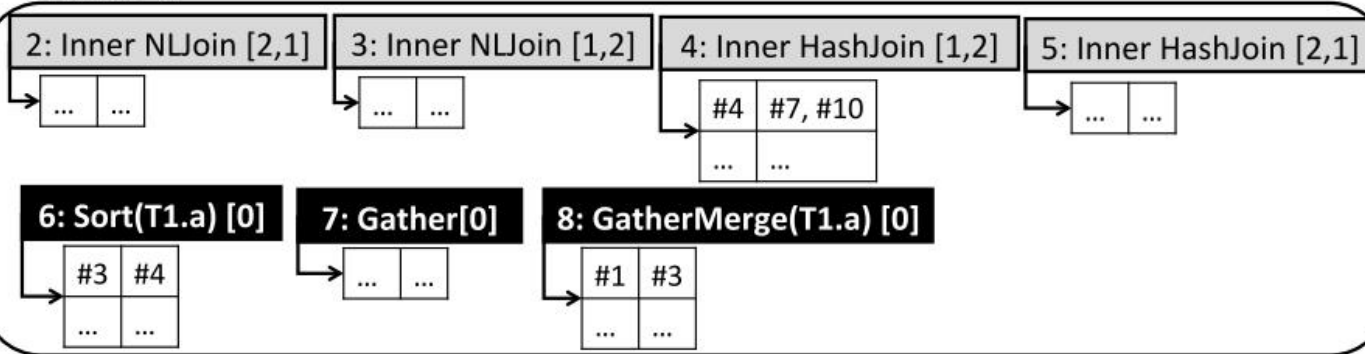 2: Inner NLJoin [2,1] 3: Inner NLJoin [1,2] 4: Inner HashJoin [1,2] 5: Inner HashJoin [2,1]
... ... ... ... #4 #7, #10 ... ...
... ...
6: Sort(T1.a) [0] 7: Gather[0] 8: GatherMerge(T1.a) [0]
#3 #4 ... ... #1 #3
... ... ... ...